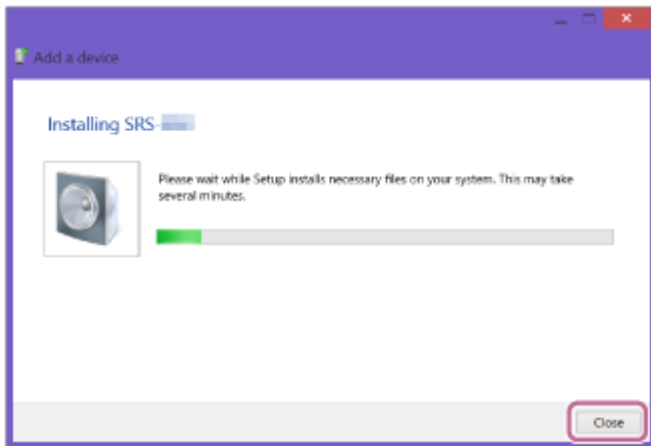 Add a device
Installing SRS-
Please wait while Setup installs necessary files on your system. This may take
several minutes.
Close